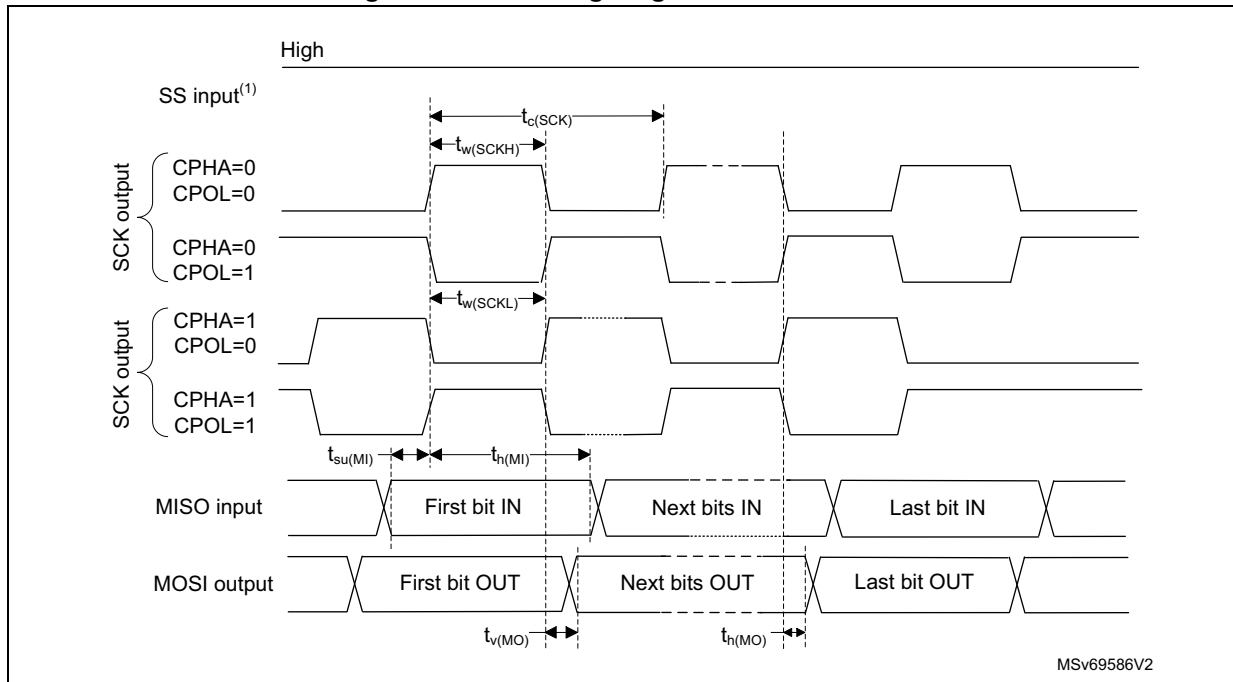 High
SS input(1)
tc(SCK)
tw(SCKH)
SCK output
CPHA=0
CPOL=0
CPHA=0
CPOL=1
tw(SCKL)
SCK output
CPHA=1
CPOL=0
CPHA=1
CPOL=1
tsu(MI)
th(MI)
MISO input
First bit IN
Next bits IN
Last bit IN
MOSI output
First bit OUT
Next bits OUT
Last bit OUT
tv(MO)
th(MO)
MSv69586V2